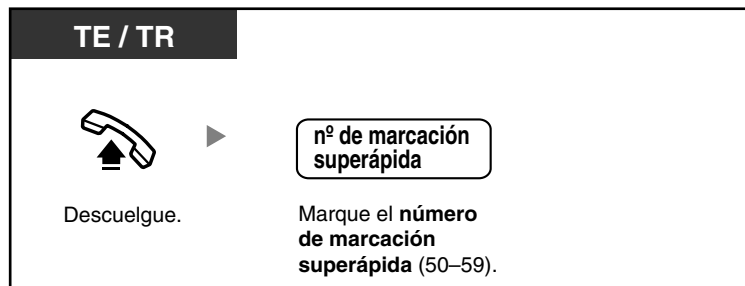 TE / TR
nº de marcación
superápida
Descuelgue.
Marque el número
de marcación
superápida (50–59).